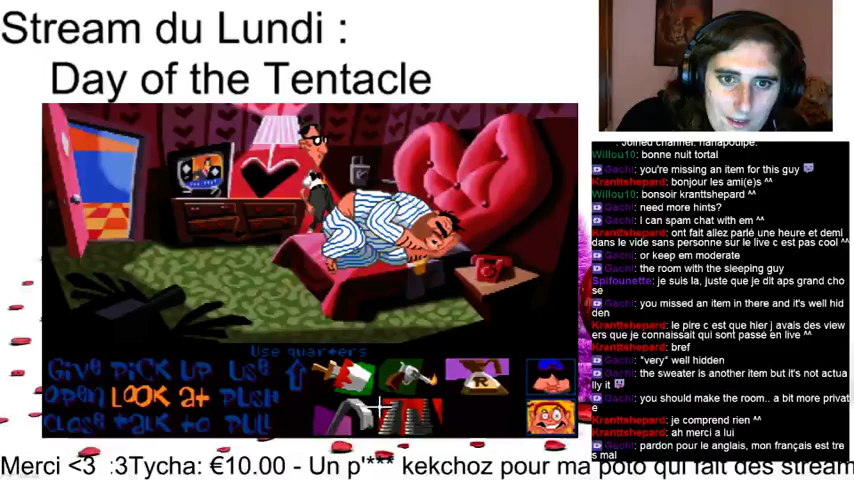 Stream du Lundi :
Day of the Tentacle
Use quarters
Give Pick up Use
Open Look at Push
Close Talk to Pull
R
. Joined channel: nanapoulpe.
Willou10: bonne nuit tortal
Gachi: you're missing an item for this guy
Kranttshepard: bonjour les ami(e)s ^^
Willou10: bonsoir kranttshepard ^^
Gachi: need more hints?
Gachi: I can spam chat with em ^^
Kranttshepard: ont fait allez parlé une heure et demi
dans le vide sans personne sur le live c est pas cool ^^
Gachi: or keep em moderate
Gachi: the room with the sleeping guy
Spifounette: je suis la, juste que je dit aps grand cho
se
Gachi: you missed an item in there and it's well hid
den
Kranttshepard: le pire c est que hier j avais des view
ers que je connaissait qui sont passé en live ^^
Kranttshepard: bref
Gachi: *very* well hidden
Gachi: the sweater is another item but it's not actua
lly it
Gachi: you should make the room.. a bit more privat
e
Kranttshepard: je comprend rien ^^
Kranttshepard: ah merci a lui
Gachi: pardon pour le anglais, mon français est tre
s mal
Merci <3 :3Tycha: €10.00 - Un p'*** kekchoz pour ma poto qui fait des stream